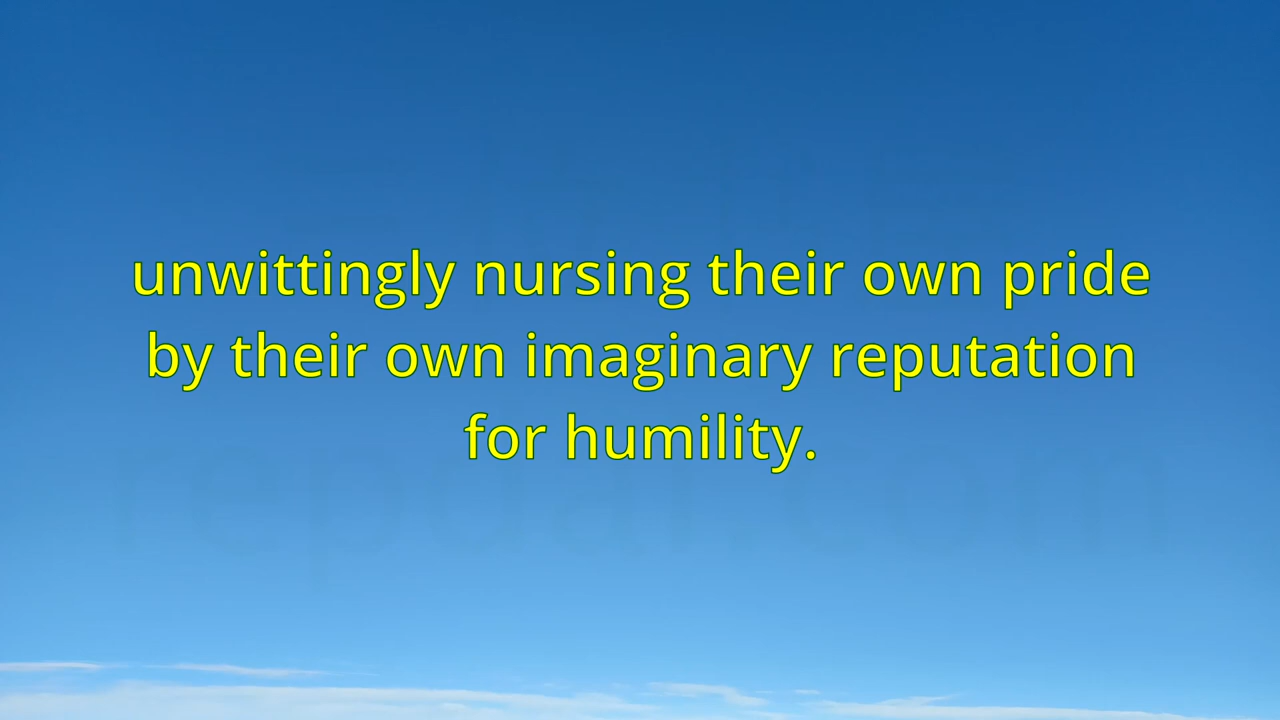 unwittingly nursing their own pride
by their own imaginary reputation
for humility.